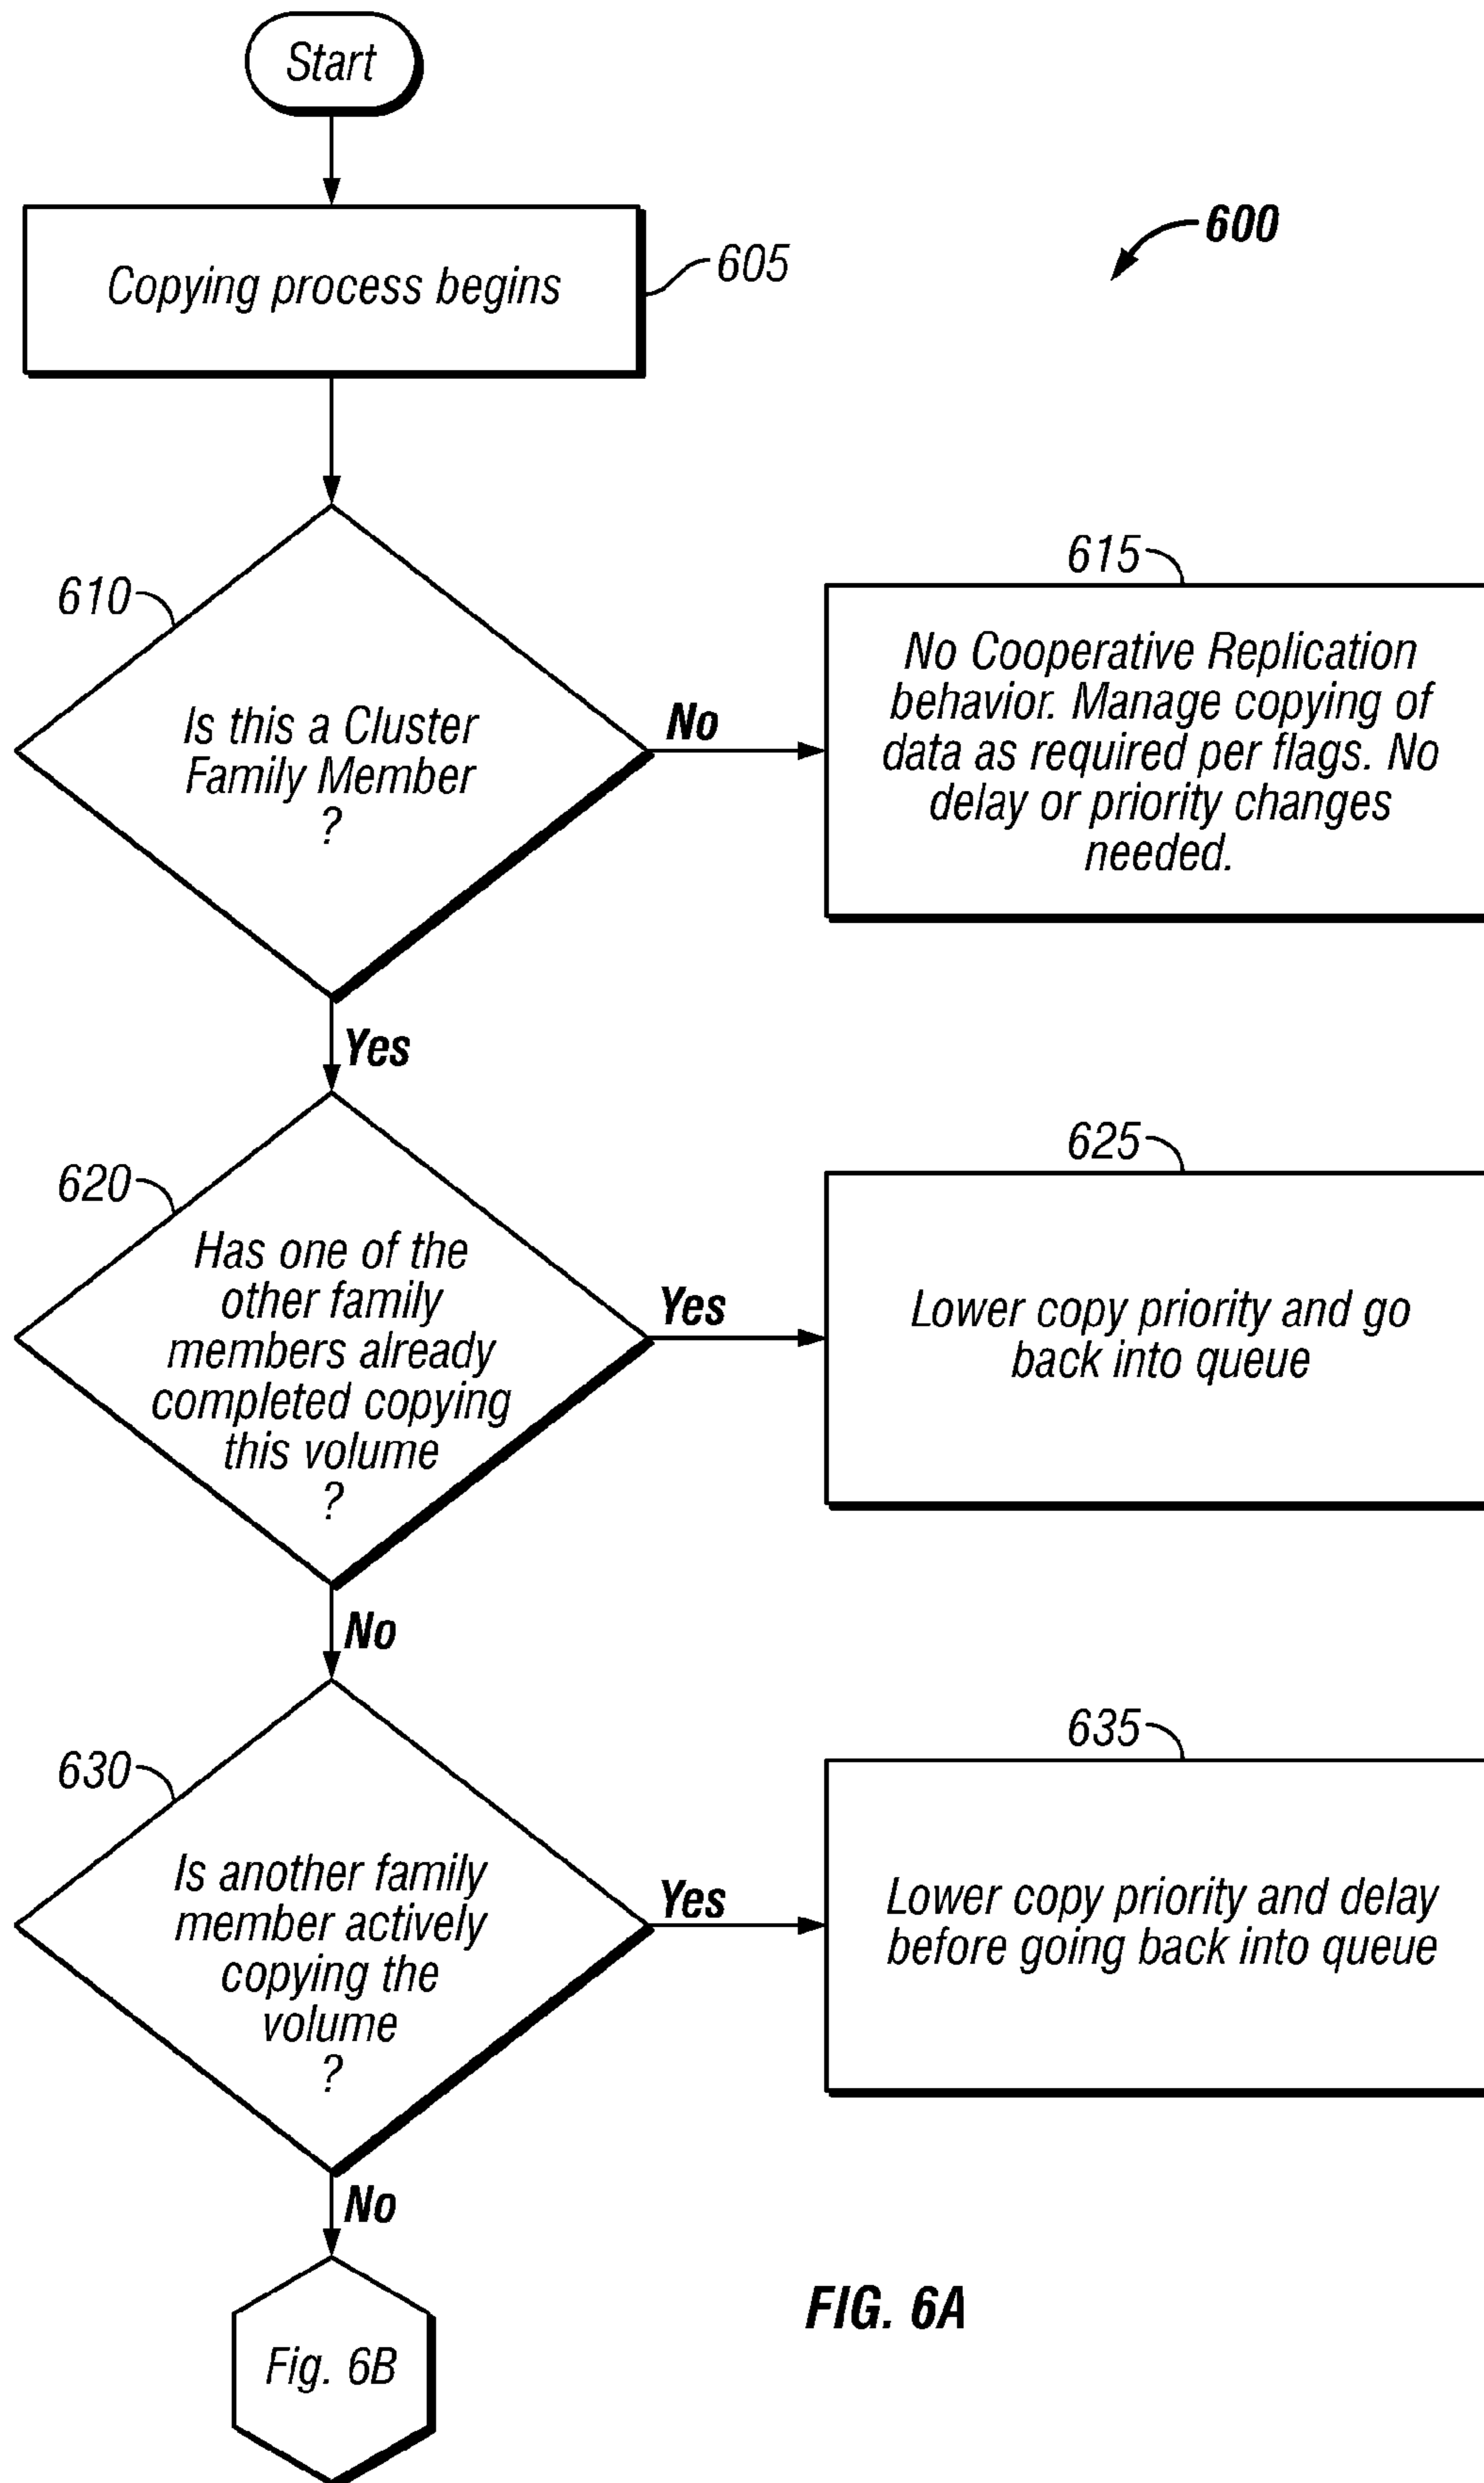 Start
600
Copying process begins
605
610
Is this a Cluster
Family Member
?
No
615
No Cooperative Replication
behavior. Manage copying of
data as required per flags. No
delay or priority changes
needed.
Yes
620
Has one of the
other family
members already
completed copying
this volume
?
Yes
625
Lower copy priority and go
back into queue
No
630
Is another family
member actively
copying the
volume
?
Yes
635
Lower copy priority and delay
before going back into queue
No
Fig. 6B
FIG. 6A